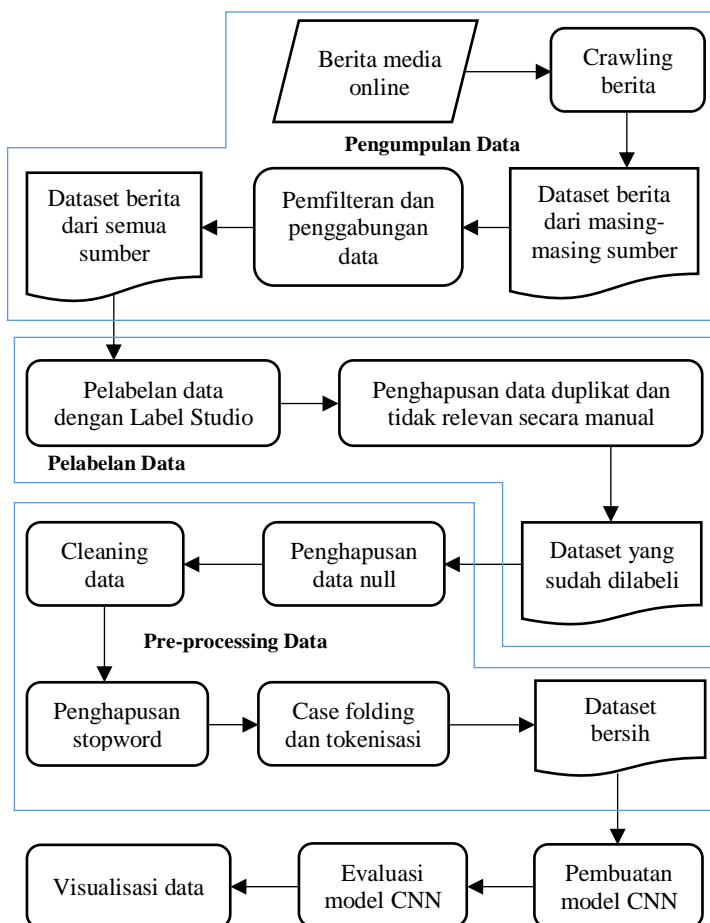 Berita media
online
Crawling
berita
Pengumpulan Data
Dataset berita
dari masing-
masing sumber
Pemfilteran dan
penggabungan
data
Dataset berita
dari semua
sumber
Pelabelan data
dengan Label Studio
Penghapusan data duplikat dan
tidak relevan secara manual
Pelabelan Data
Dataset yang
sudah dilabeli
Penghapusan
data null
Cleaning
data
Pre-processing Data
Penghapusan
stopword
Case folding
dan tokenisasi
Dataset
bersih
Pembuatan
model CNN
Evaluasi
model CNN
Visualisasi data